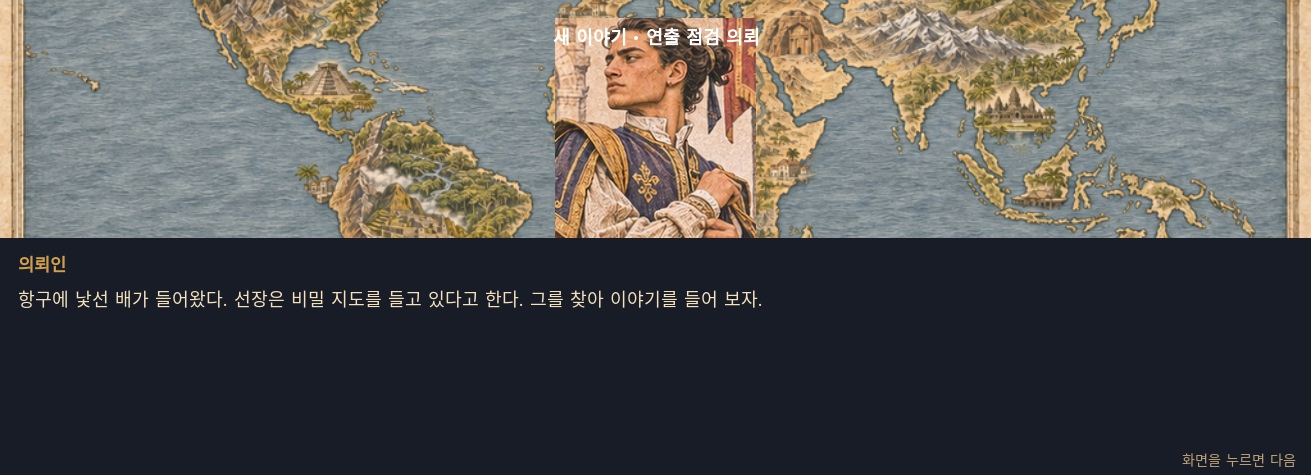 새 이야기 · 연출 점검 의뢰
의뢰인
항구에 낯선 배가 들어왔다. 선장은 비밀 지도를 들고 있다고 한다. 그를 찾아 이야기를 들어 보자.
화면을 누르면 다음